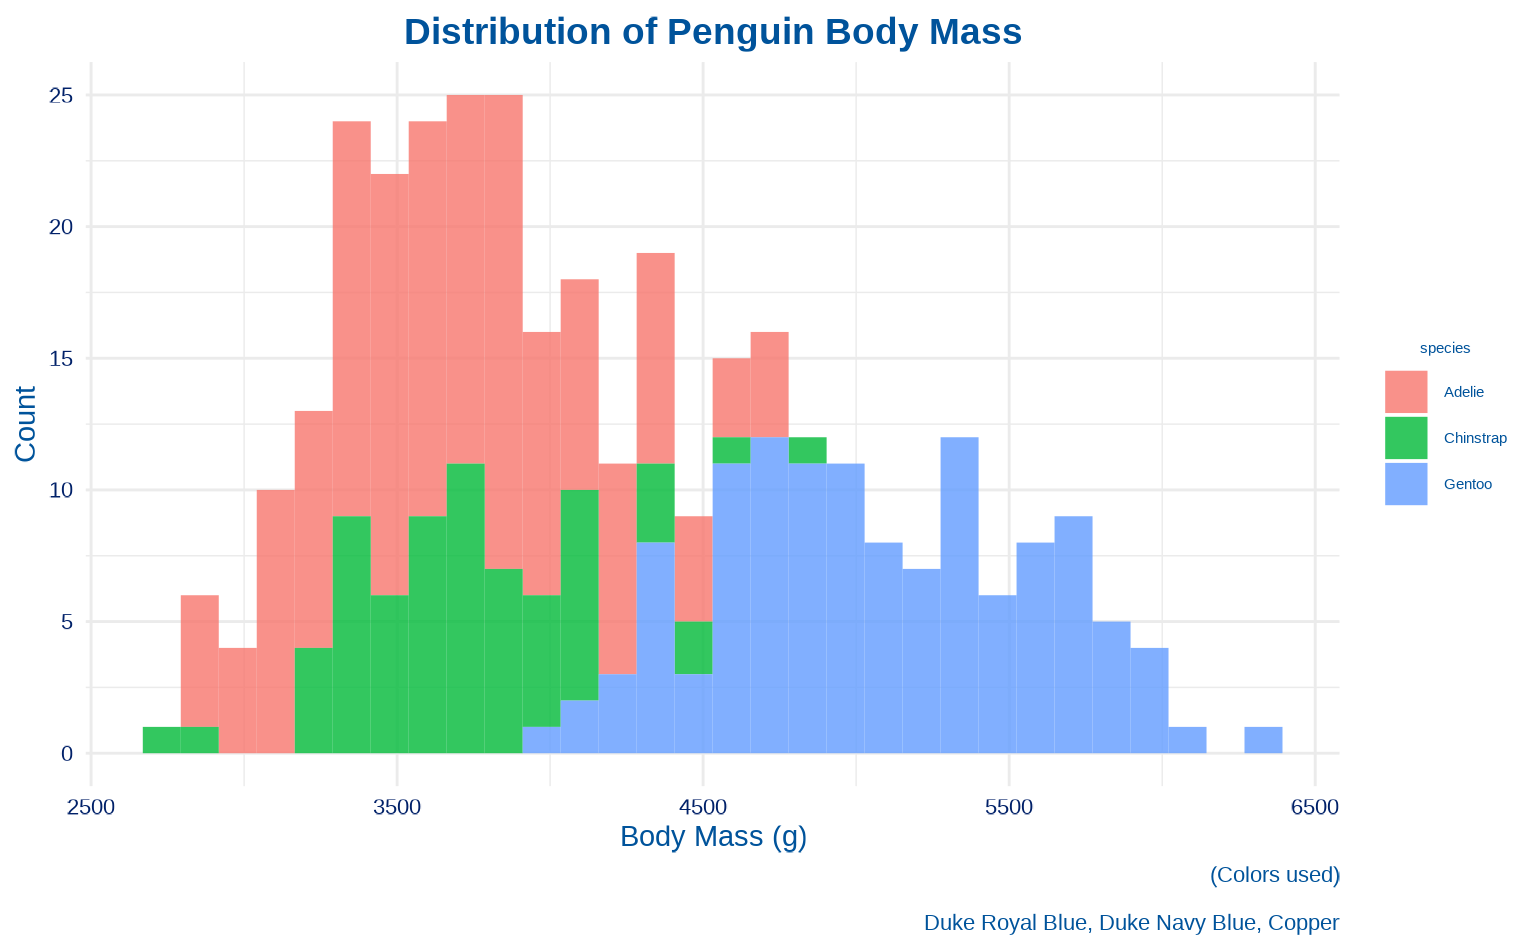 Distribution of Penguin Body Mass
25
20
15
10
5
0
Count
2500 3500 4500 5500 6500
Body Mass (g)
species
Adelie
Chinstrap
Gentoo
(Colors used)
Duke Royal Blue, Duke Navy Blue, Copper